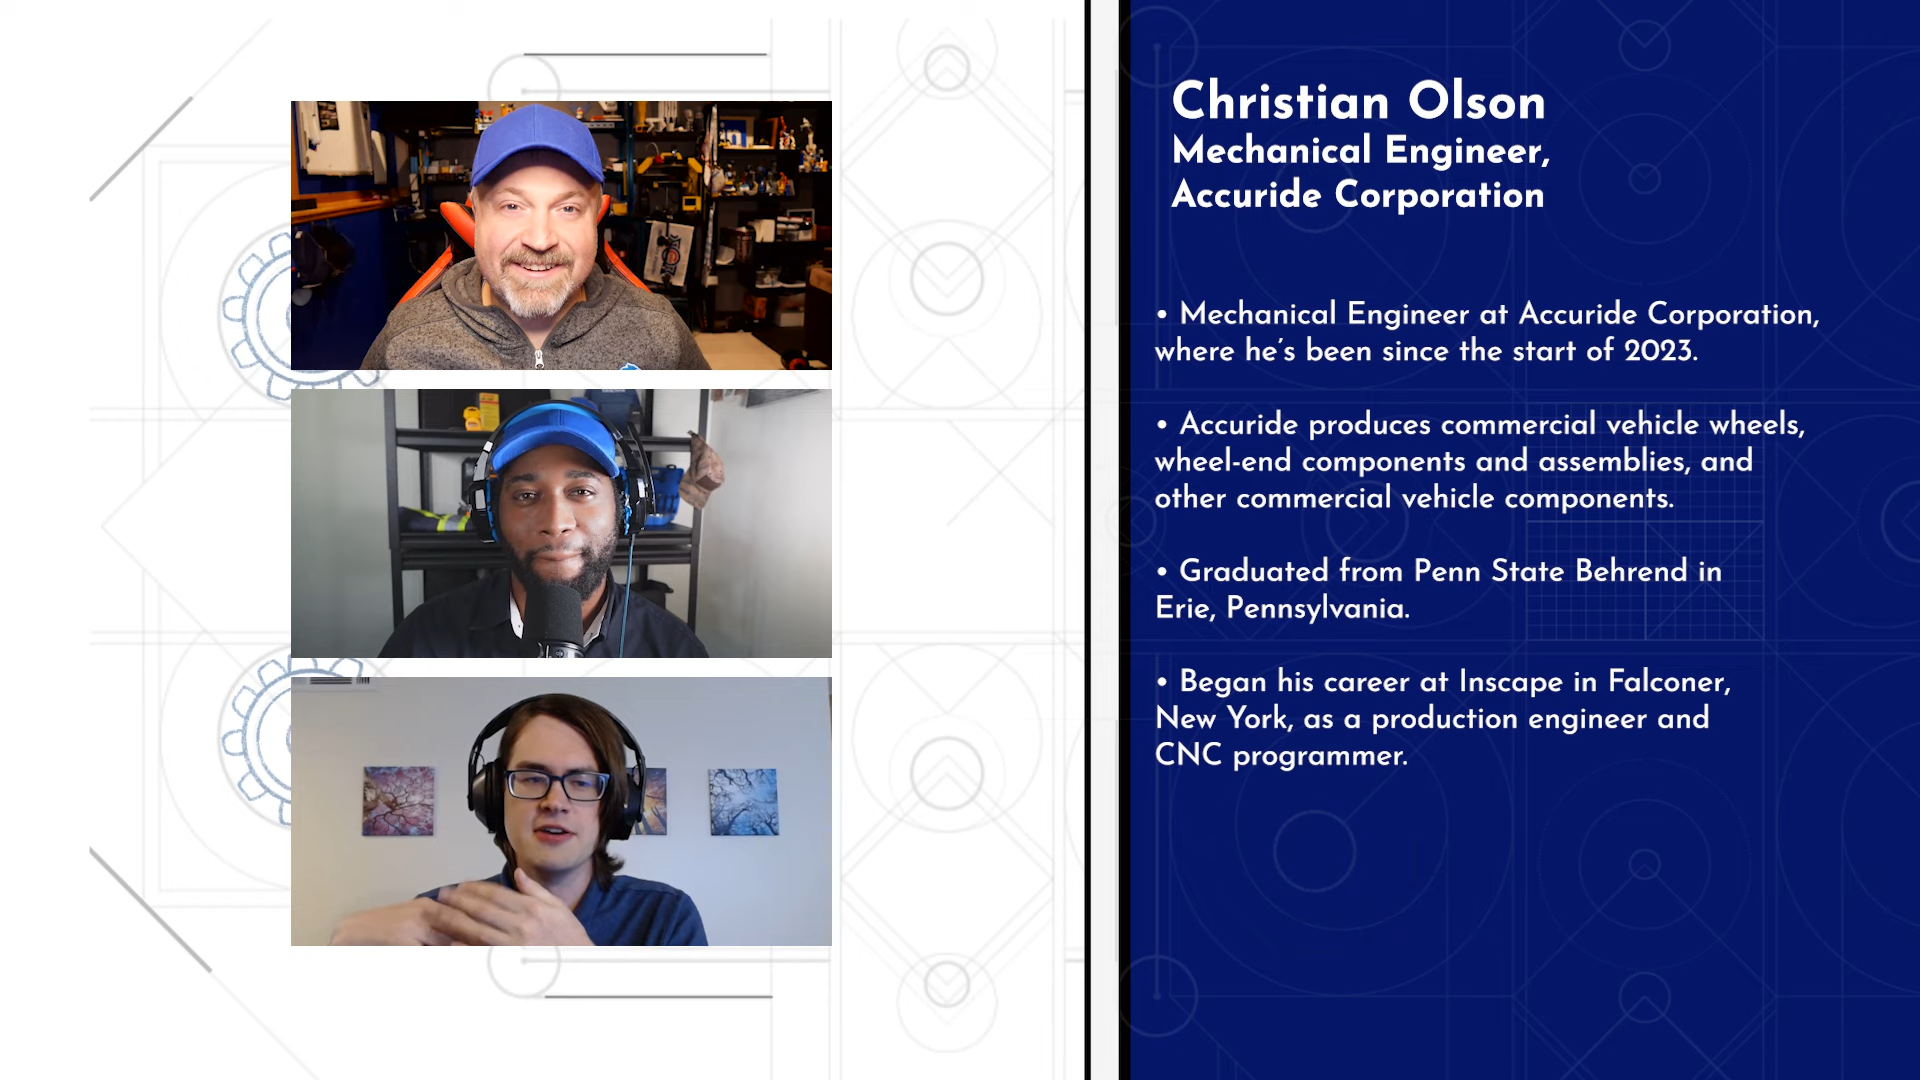 Christian Olson
Mechanical Engineer,
Accuride Corporation
• Mechanical Engineer at Accuride Corporation,
where he's been since the start of 2023.
• Accuride produces commercial vehicle wheels,
wheel-end components and assemblies, and
other commercial vehicle components.
• Graduated from Penn State Behrend in
Erie, Pennsylvania.
• Began his career at Inscape in Falconer,
New York, as a production engineer and
CNC programmer.